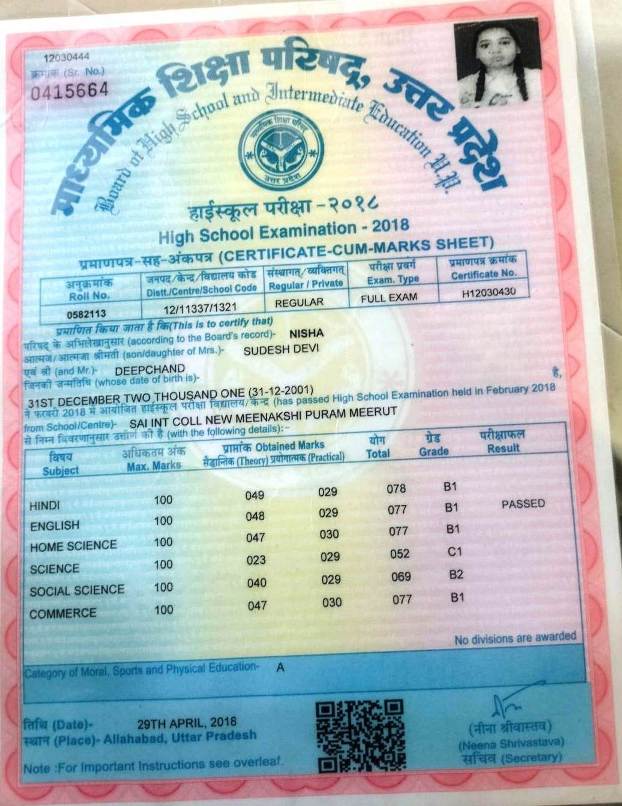 12030444
क्रमांक (Sr. No.)
0415664
माध्यमिक शिक्षा परिषद्, उत्तर प्रदेश
Board of High School and Intermediate Education U.P.
माध्यमिक शिक्षा परिषद्
उत्तर प्रदेश
हाईस्कूल परीक्षा -२०१८
High School Examination - 2018
प्रमाणपत्र-सह-अंकपत्र (CERTIFICATE-CUM-MARKS SHEET)
अनुक्रमांक जनपद/केन्द्र/विद्यालय कोड संस्थागत/व्यक्तिगत परीक्षा प्रवर्ग प्रमाणपत्र क्रमांक
Roll No. Distt./Centre/School Code Regular / Private Exam. Type Certificate No.
0582113 12/11337/1321 REGULAR FULL EXAM H12030430
प्रमाणित किया जाता है कि(This is to certify that)
परिषद् के अभिलेखानुसार (according to the Board's record)- NISHA
आत्मज/आत्मजा श्रीमती (son/daughter of Mrs.)- SUDESH DEVI
एवं श्री (and Mr.)- DEEPCHAND
जिनकी जन्मतिथि (whose date of birth is)- है,
31ST DECEMBER TWO THOUSAND ONE (31-12-2001)
ने फरवरी 2018 में आयोजित हाईस्कूल परीक्षा विद्यालय/केन्द्र (has passed High School Examination held in February 2018
from School/Centre)- SAI INT COLL NEW MEENAKSHI PURAM MEERUT
से निम्न विवरणानुसार उत्तीर्ण की है (with the following details):-
विषय अधिकतम अंक प्राप्तांक Obtained Marks योग ग्रेड परीक्षाफल
Subject Max. Marks सैद्धान्तिक (Theory) प्रयोगात्मक (Practical) Total Grade Result
HINDI 100 049 029 078 B1
ENGLISH 100 048 029 077 B1 PASSED
HOME SCIENCE 100 047 030 077 B1
SCIENCE 100 023 029 052 C1
SOCIAL SCIENCE 100 040 029 069 B2
COMMERCE 100 047 030 077 B1
No divisions are awarded
Category of Moral, Sports and Physical Education- A
तिथि (Date)- 29TH APRIL, 2018
स्थान (Place)- Allahabad, Uttar Pradesh
(नीना श्रीवास्तव)
(Neena Shrivastava)
सचिव (Secretary)
Note :For Important Instructions see overleaf.